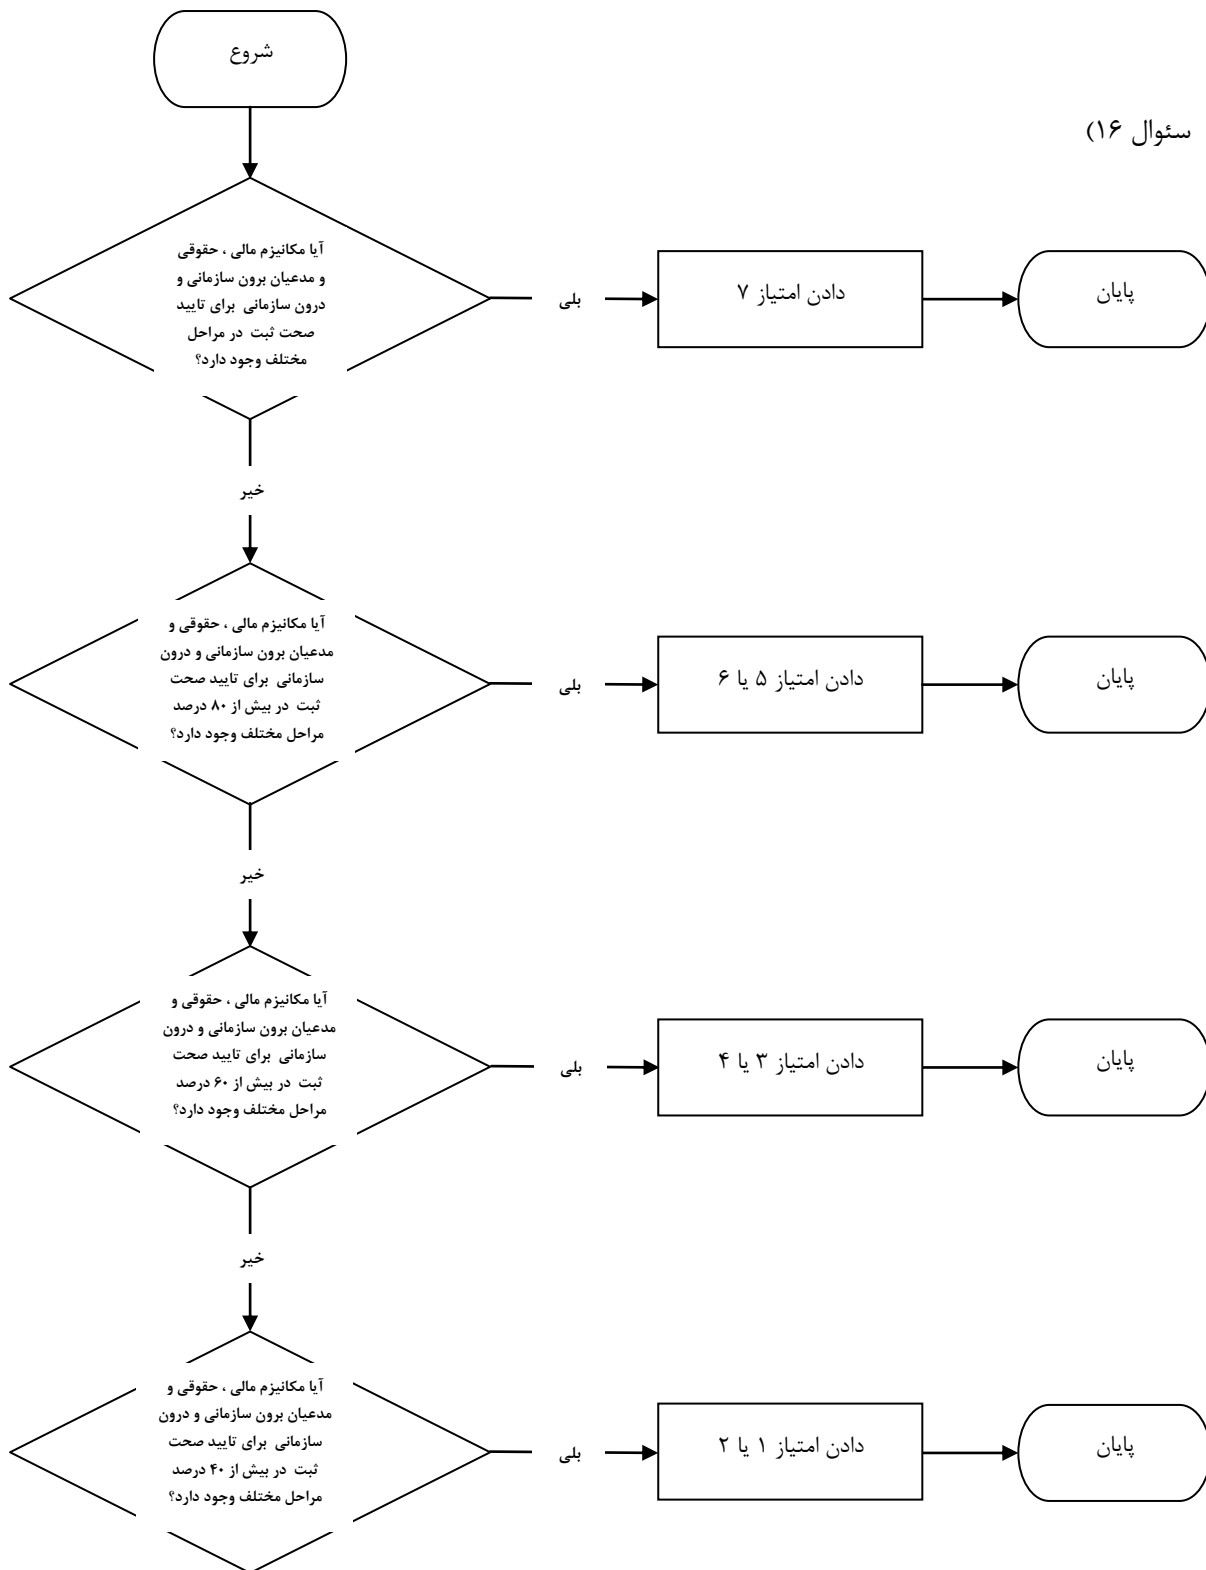 شروع
سئوال ۱۶)
آیا مکانیزم مالی ، حقوقی
و مدعیان برون سازمانی و
درون سازمانی برای تایید
صحت ثبت در مراحل
مختلف وجود دارد؟
بلی
دادن امتیاز ۷
پایان
خیر
آیا مکانیزم مالی ، حقوقی و
مدعیان برون سازمانی و درون
سازمانی برای تایید صحت
ثبت در بیش از ۸۰ درصد
مراحل مختلف وجود دارد؟
بلی
دادن امتیاز ۵ یا ۶
پایان
خیر
آیا مکانیزم مالی ، حقوقی و
مدعیان برون سازمانی و درون
سازمانی برای تایید صحت
ثبت در بیش از ۶۰ درصد
مراحل مختلف وجود دارد؟
بلی
دادن امتیاز ۳ یا ۴
پایان
خیر
آیا مکانیزم مالی ، حقوقی و
مدعیان برون سازمانی و درون
سازمانی برای تایید صحت
ثبت در بیش از ۴۰ درصد
مراحل مختلف وجود دارد؟
بلی
دادن امتیاز ۱ یا ۲
پایان